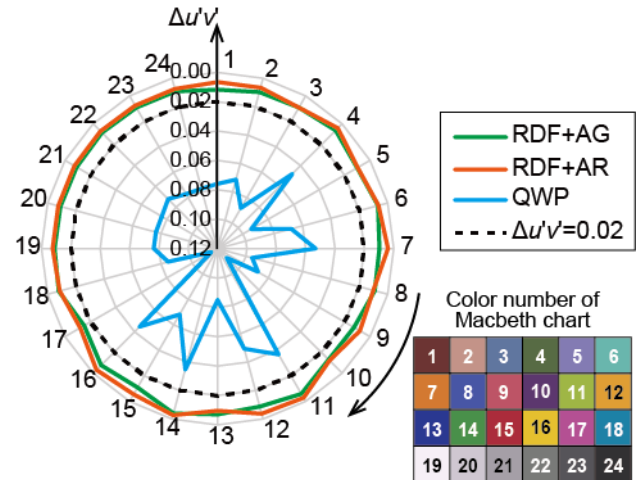 Δu'v'
0.00
0.02
0.04
0.06
0.08
0.10
0.12
1
2
3
4
5
6
7
8
9
10
11
12
13
14
15
16
17
18
19
20
21
22
23
24
RDF+AG
RDF+AR
QWP
Δu'v'=0.02
Color number of
Macbeth chart
1 2 3 4 5 6
7 8 9 10 11 12
13 14 15 16 17 18
19 20 21 22 23 24